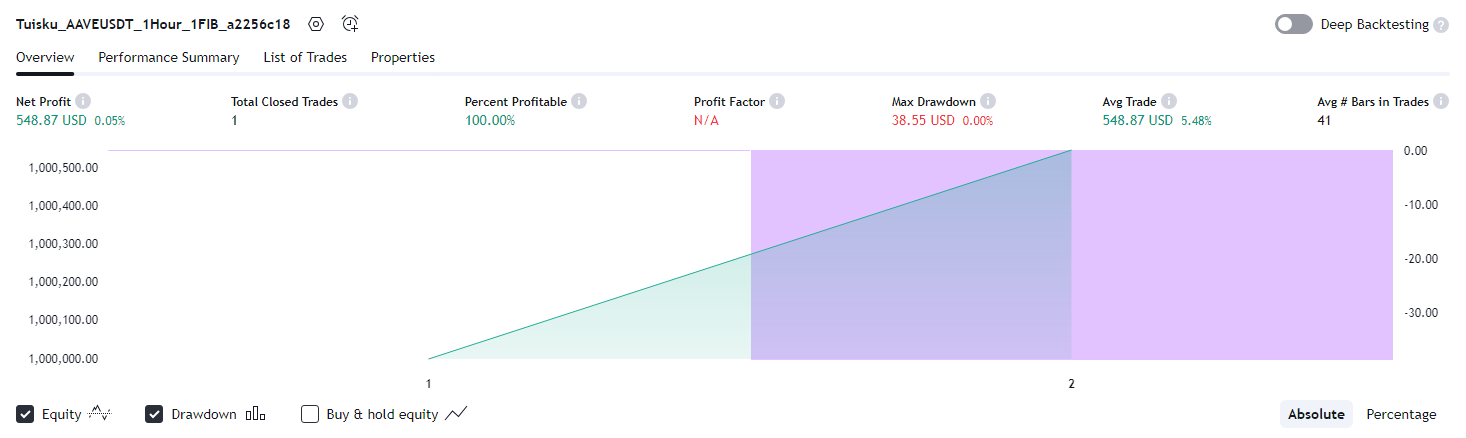 Tuisku_AAVEUSDT_1Hour_1FIB_a2256c18 Deep Backtesting ?
Overview Performance Summary List of Trades Properties
Net Profit i Total Closed Trades i Percent Profitable i Profit Factor i Max Drawdown i Avg Trade i Avg # Bars in Trades i
548.87 USD 0.05% 1 100.00% N/A 38.55 USD 0.00% 548.87 USD 5.48% 41
0.00
1,000,500.00
1,000,400.00 -10.00
1,000,300.00
-20.00
1,000,200.00
1,000,100.00 -30.00
1,000,000.00
1 2
Equity Drawdown Buy & hold equity Absolute Percentage